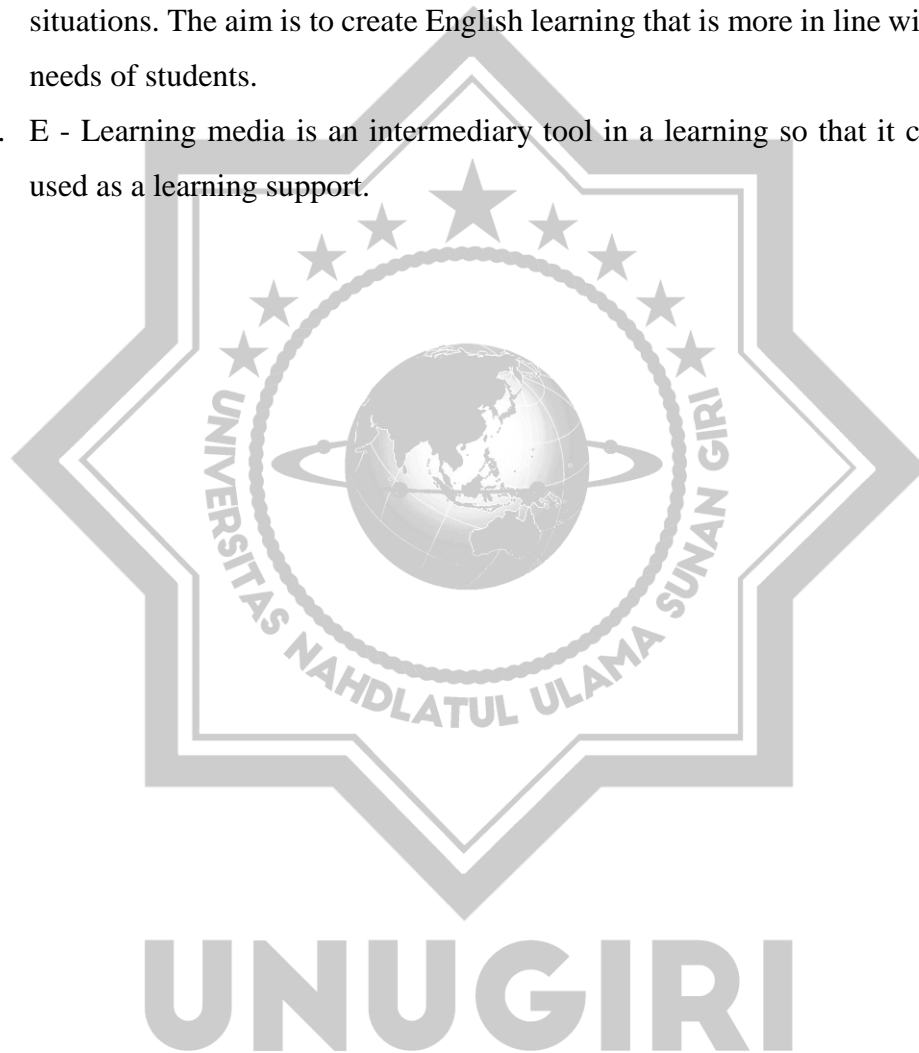 situations. The aim is to create English learning that is more in line wi
needs of students.
. E - Learning media is an intermediary tool in a learning so that it c
used as a learning support.
UNIVERSITAS NAHDLATUL ULAMA SUNAN GIRI
UNUGIRI